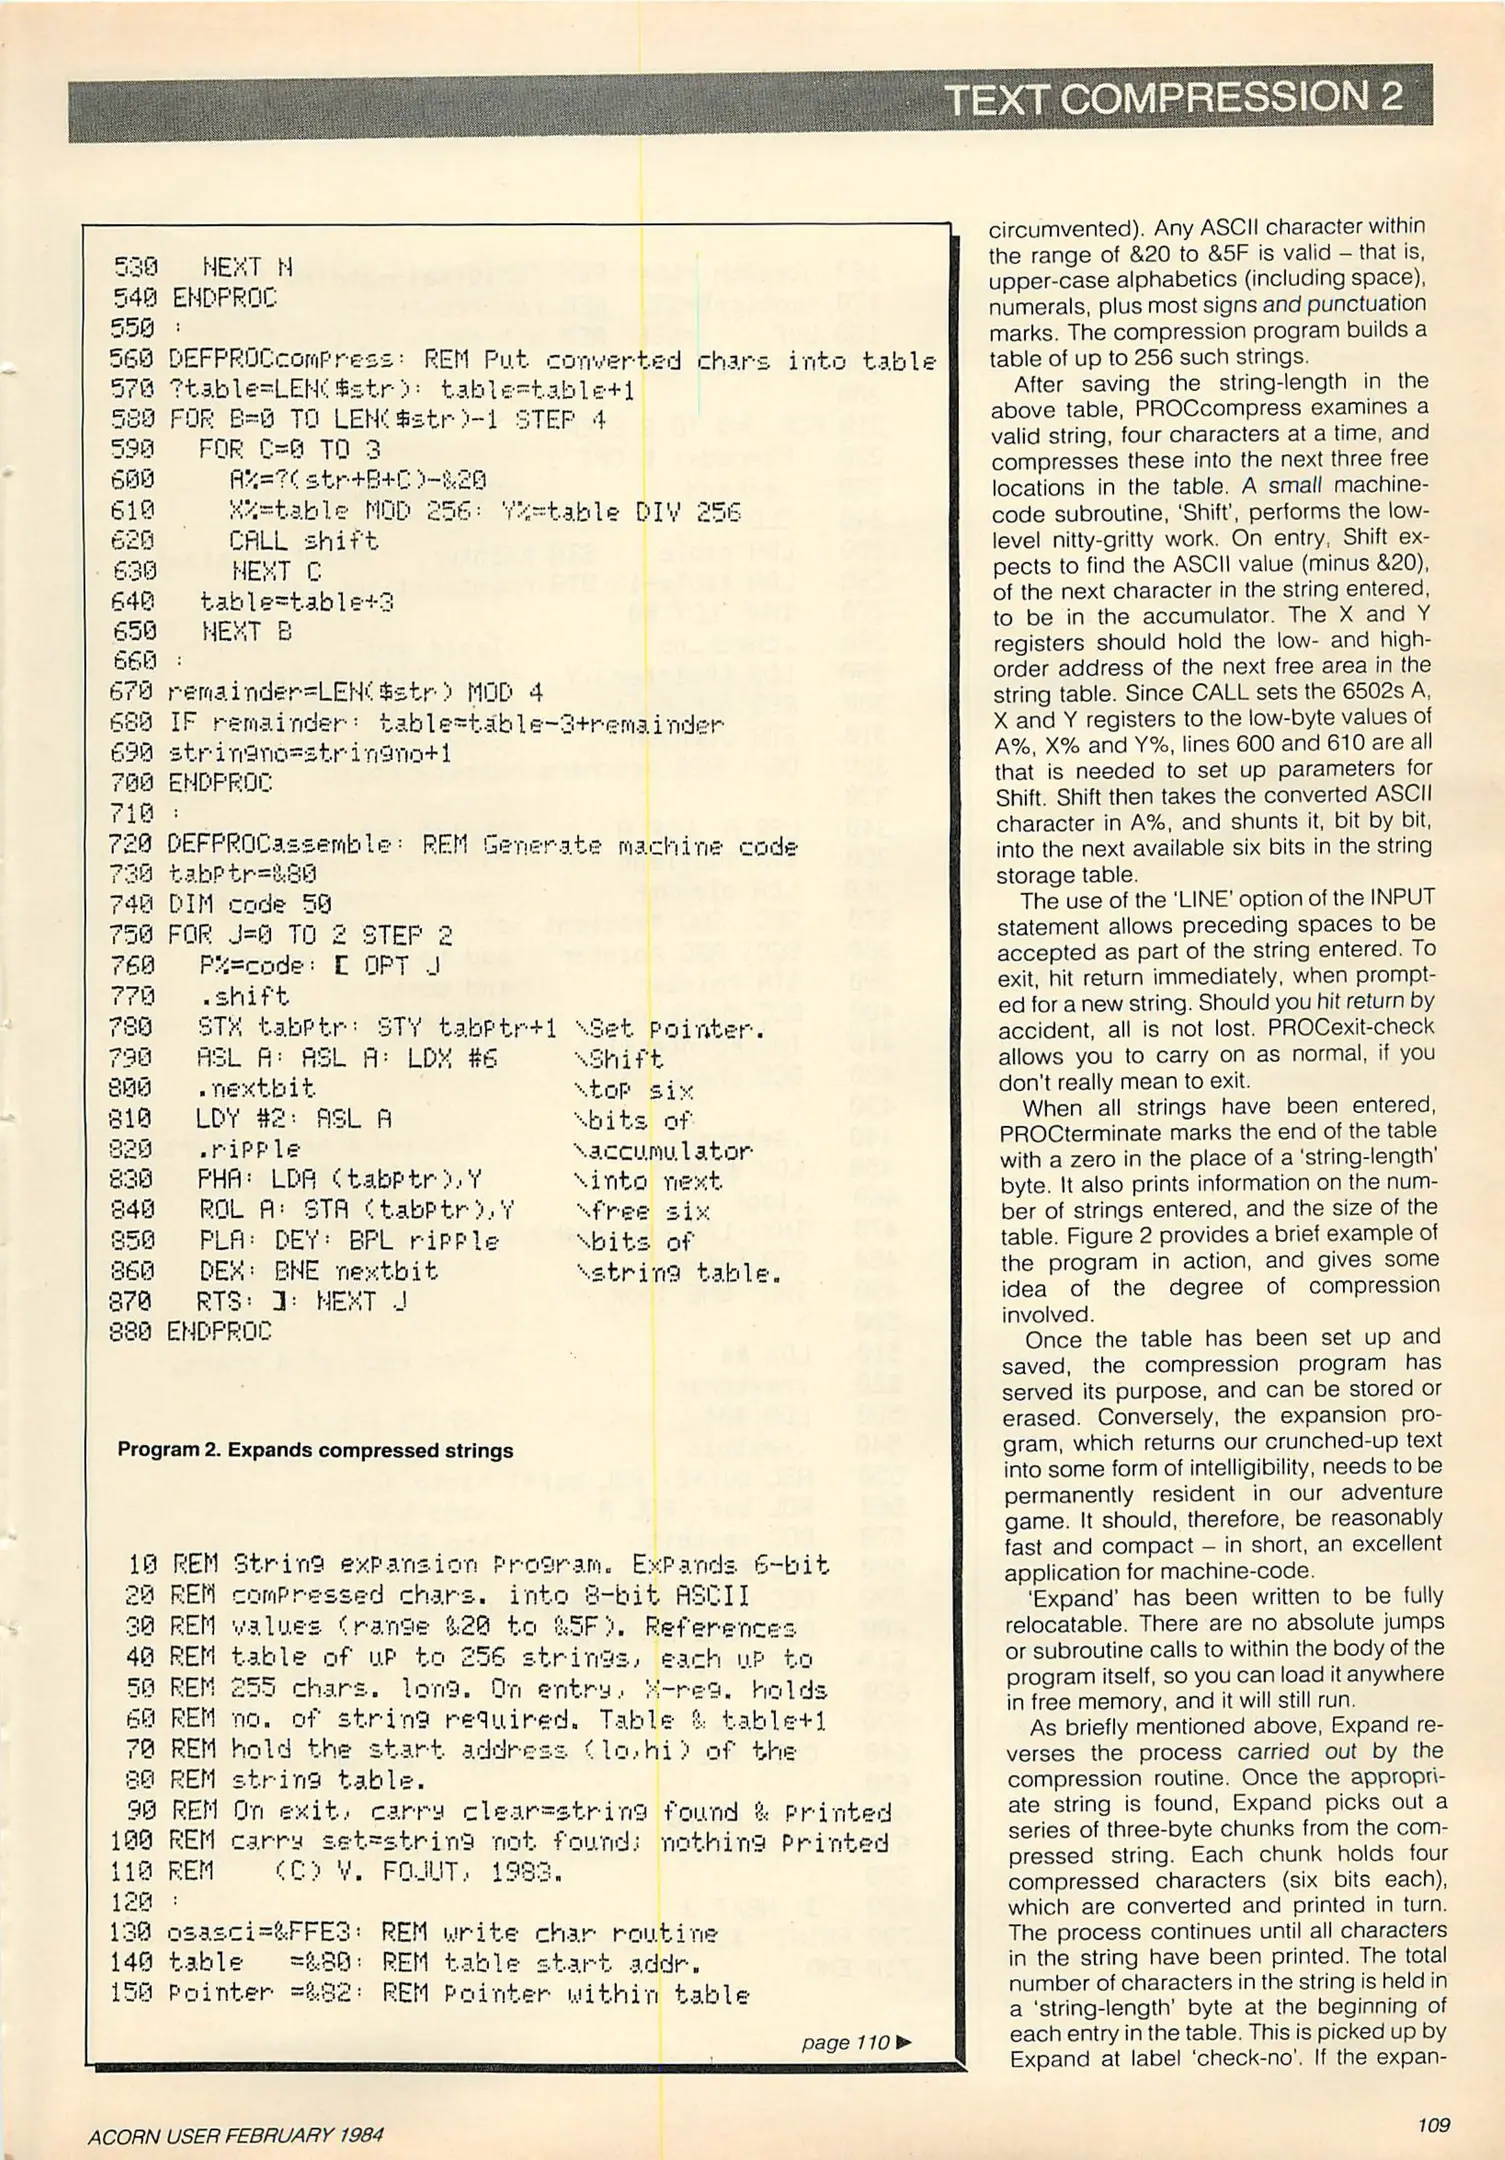 TEXT COMPRESSION 2
530   NEXT N
540 ENDPROC
550 :
560 DEFPROCcompress: REM Put converted chars into table
570 ?table=LEN($str): table=table+1
580 FOR B=0 TO LEN($str)-1 STEP 4
590   FOR C=0 TO 3
600     A%=?(str+B+C)-&20
610     X%=table MOD 256: Y%=table DIV 256
620     CALL shift
630     NEXT C
640   table=table+3
650   NEXT B
660 :
670 remainder=LEN($str) MOD 4
680 IF remainder: table=table-3+remainder
690 stringno=stringno+1
700 ENDPROC
710 :
720 DEFPROCassemble: REM Generate machine code
730 tabptr=&80
740 DIM code 50
750 FOR J=0 TO 2 STEP 2
760   P%=code: [ OPT J
770   .shift
780   STX tabptr: STY tabptr+1 \Set pointer.
790   ASL A: ASL A: LDX #6     \Shift
800   .nextbit                 \top six
810   LDY #2: ASL A            \bits of
820   .ripple                  \accumulator
830   PHA: LDA (tabptr),Y      \into next
840   ROL A: STA (tabptr),Y    \free six
850   PLA: DEY: BPL ripple     \bits of
860   DEX: BNE nextbit         \string table.
870   RTS: ]: NEXT J
880 ENDPROC
Program 2. Expands compressed strings
10 REM String expansion program. Expands 6-bit
20 REM compressed chars. into 8-bit ASCII
30 REM values (range &20 to &5F). References
40 REM table of up to 256 strings, each up to
50 REM 255 chars. long. On entry, X-reg. holds
60 REM no. of string required. Table & table+1
70 REM hold the start address (lo,hi) of the
80 REM string table.
90 REM On exit, carry clear=string found & printed
100 REM carry set=string not found; nothing printed
110 REM    (C) V. FOJUT, 1983.
120 :
130 osasci=&FFE3: REM write char routine
140 table   =&80: REM table start addr.
150 pointer =&82: REM pointer within table
page 110 ▶
circumvented). Any ASCII character within
the range of &20 to &5F is valid – that is,
upper-case alphabetics (including space),
numerals, plus most signs and punctuation
marks. The compression program builds a
table of up to 256 such strings.
After saving the string-length in the
above table, PROCcompress examines a
valid string, four characters at a time, and
compresses these into the next three free
locations in the table. A small machine-
code subroutine, 'Shift', performs the low-
level nitty-gritty work. On entry, Shift ex-
pects to find the ASCII value (minus &20),
of the next character in the string entered,
to be in the accumulator. The X and Y
registers should hold the low- and high-
order address of the next free area in the
string table. Since CALL sets the 6502s A,
X and Y registers to the low-byte values of
A%, X% and Y%, lines 600 and 610 are all
that is needed to set up parameters for
Shift. Shift then takes the converted ASCII
character in A%, and shunts it, bit by bit,
into the next available six bits in the string
storage table.
The use of the 'LINE' option of the INPUT
statement allows preceding spaces to be
accepted as part of the string entered. To
exit, hit return immediately, when prompt-
ed for a new string. Should you hit return by
accident, all is not lost. PROCexit-check
allows you to carry on as normal, if you
don't really mean to exit.
When all strings have been entered,
PROCterminate marks the end of the table
with a zero in the place of a 'string-length'
byte. It also prints information on the num-
ber of strings entered, and the size of the
table. Figure 2 provides a brief example of
the program in action, and gives some
idea of the degree of compression
involved.
Once the table has been set up and
saved, the compression program has
served its purpose, and can be stored or
erased. Conversely, the expansion pro-
gram, which returns our crunched-up text
into some form of intelligibility, needs to be
permanently resident in our adventure
game. It should, therefore, be reasonably
fast and compact – in short, an excellent
application for machine-code.
'Expand' has been written to be fully
relocatable. There are no absolute jumps
or subroutine calls to within the body of the
program itself, so you can load it anywhere
in free memory, and it will still run.
As briefly mentioned above, Expand re-
verses the process carried out by the
compression routine. Once the appropri-
ate string is found, Expand picks out a
series of three-byte chunks from the com-
pressed string. Each chunk holds four
compressed characters (six bits each),
which are converted and printed in turn.
The process continues until all characters
in the string have been printed. The total
number of characters in the string is held in
a 'string-length' byte at the beginning of
each entry in the table. This is picked up by
Expand at label 'check-no'. If the expan-
ACORN USER FEBRUARY 1984
109